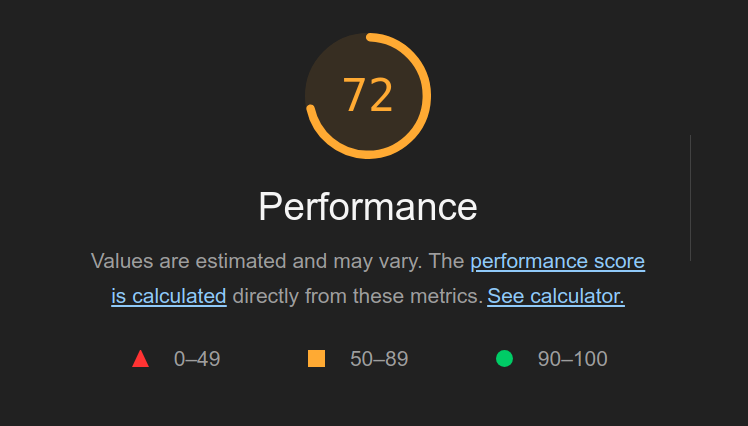 72
Performance
Values are estimated and may vary. The performance score
is calculated directly from these metrics. See calculator.
0–49 50–89 90–100